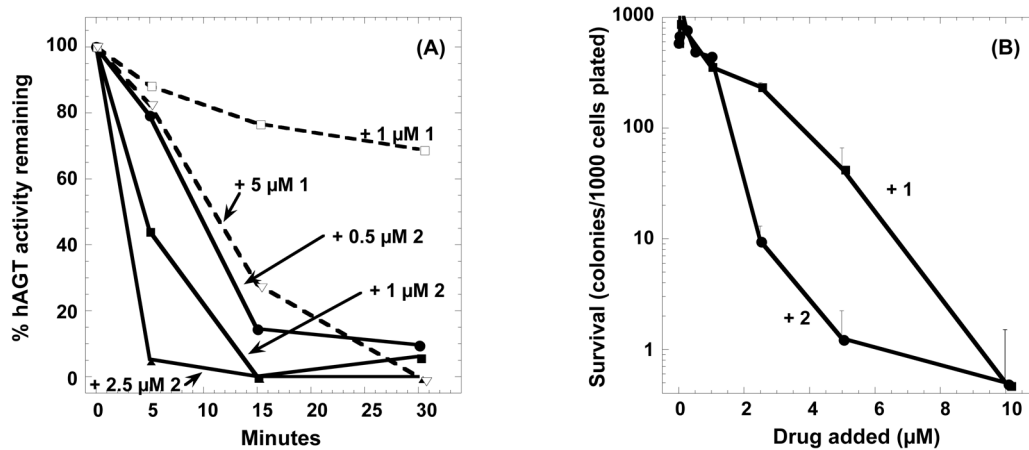 (A)
% hAGT activity remaining
100
80
60
40
20
0
+ 1 µM 1
+ 5 µM 1
+ 0.5 µM 2
+ 1 µM 2
+ 2.5 µM 2
0 5 10 15 20 25 30
Minutes
(B)
Survival (colonies/1000 cells plated)
1000
100
10
1
+ 1
+ 2
0 2 4 6 8 10
Drug added (µM)